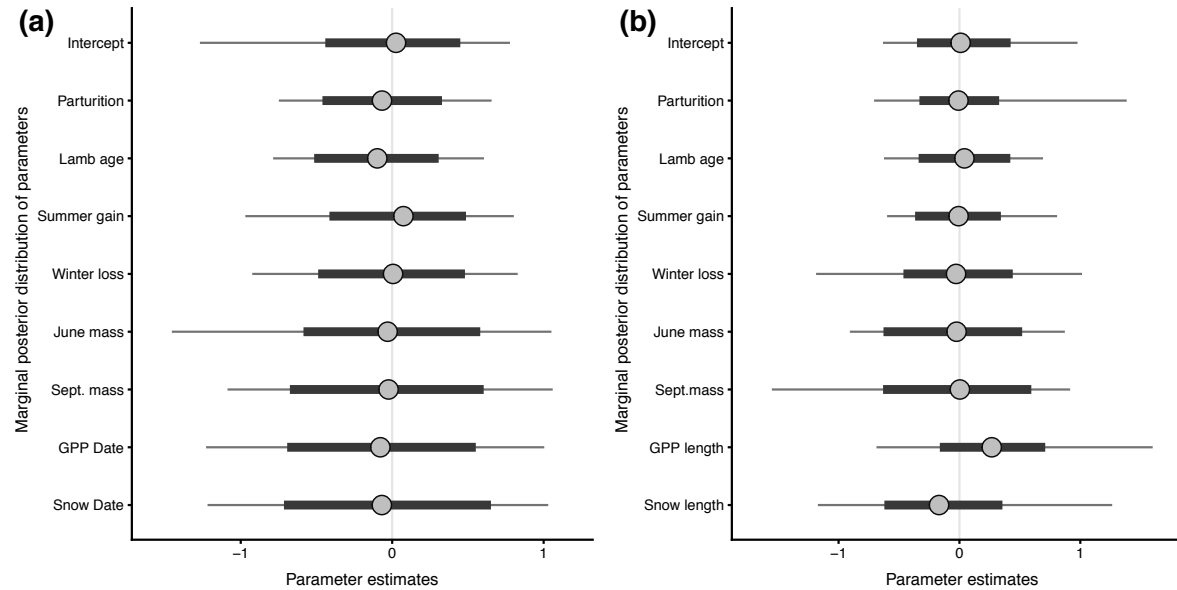 (a)
Marginal posterior distribution of parameters
Intercept
Parturition
Lamb age
Summer gain
Winter loss
June mass
Sept. mass
GPP Date
Snow Date
−1
0
1
Parameter estimates
(b)
Marginal posterior distribution of parameters
Intercept
Parturition
Lamb age
Summer gain
Winter loss
June mass
Sept.mass
GPP length
Snow length
−1
0
1
Parameter estimates